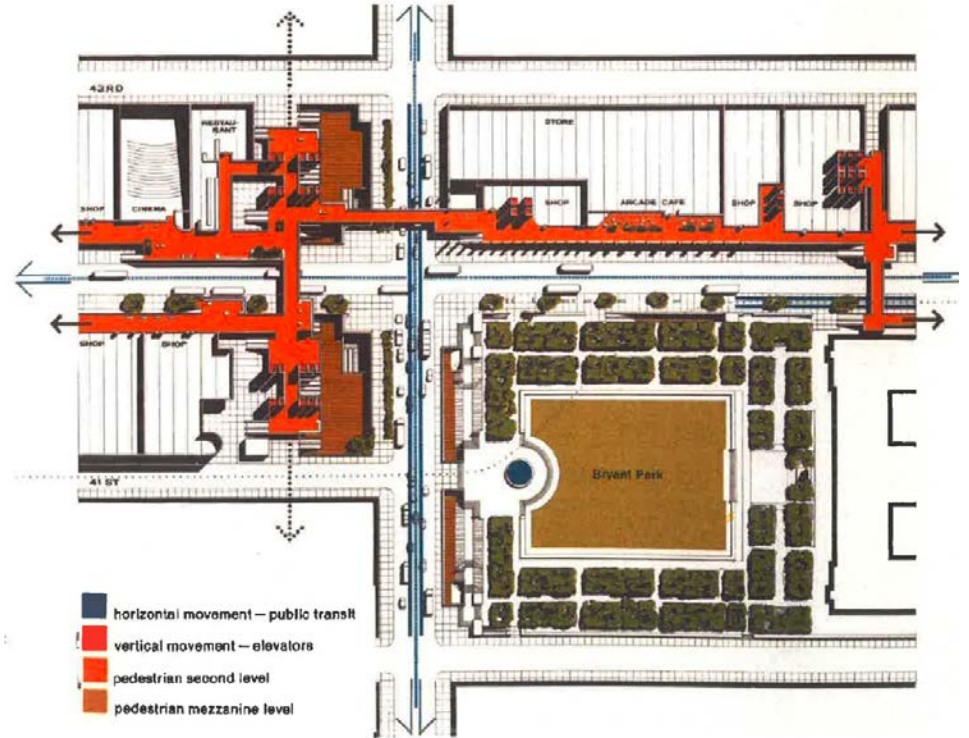 43RD
RESTAU-
RANT
STORE
SHOP
CINEMA
SHOP
ARCADE CAFE
SHOP
SHOP
SHOP
SHOP
Bryant Park
41 ST
horizontal movement — public transit
vertical movement — elevators
pedestrian second level
pedestrian mezzanine level